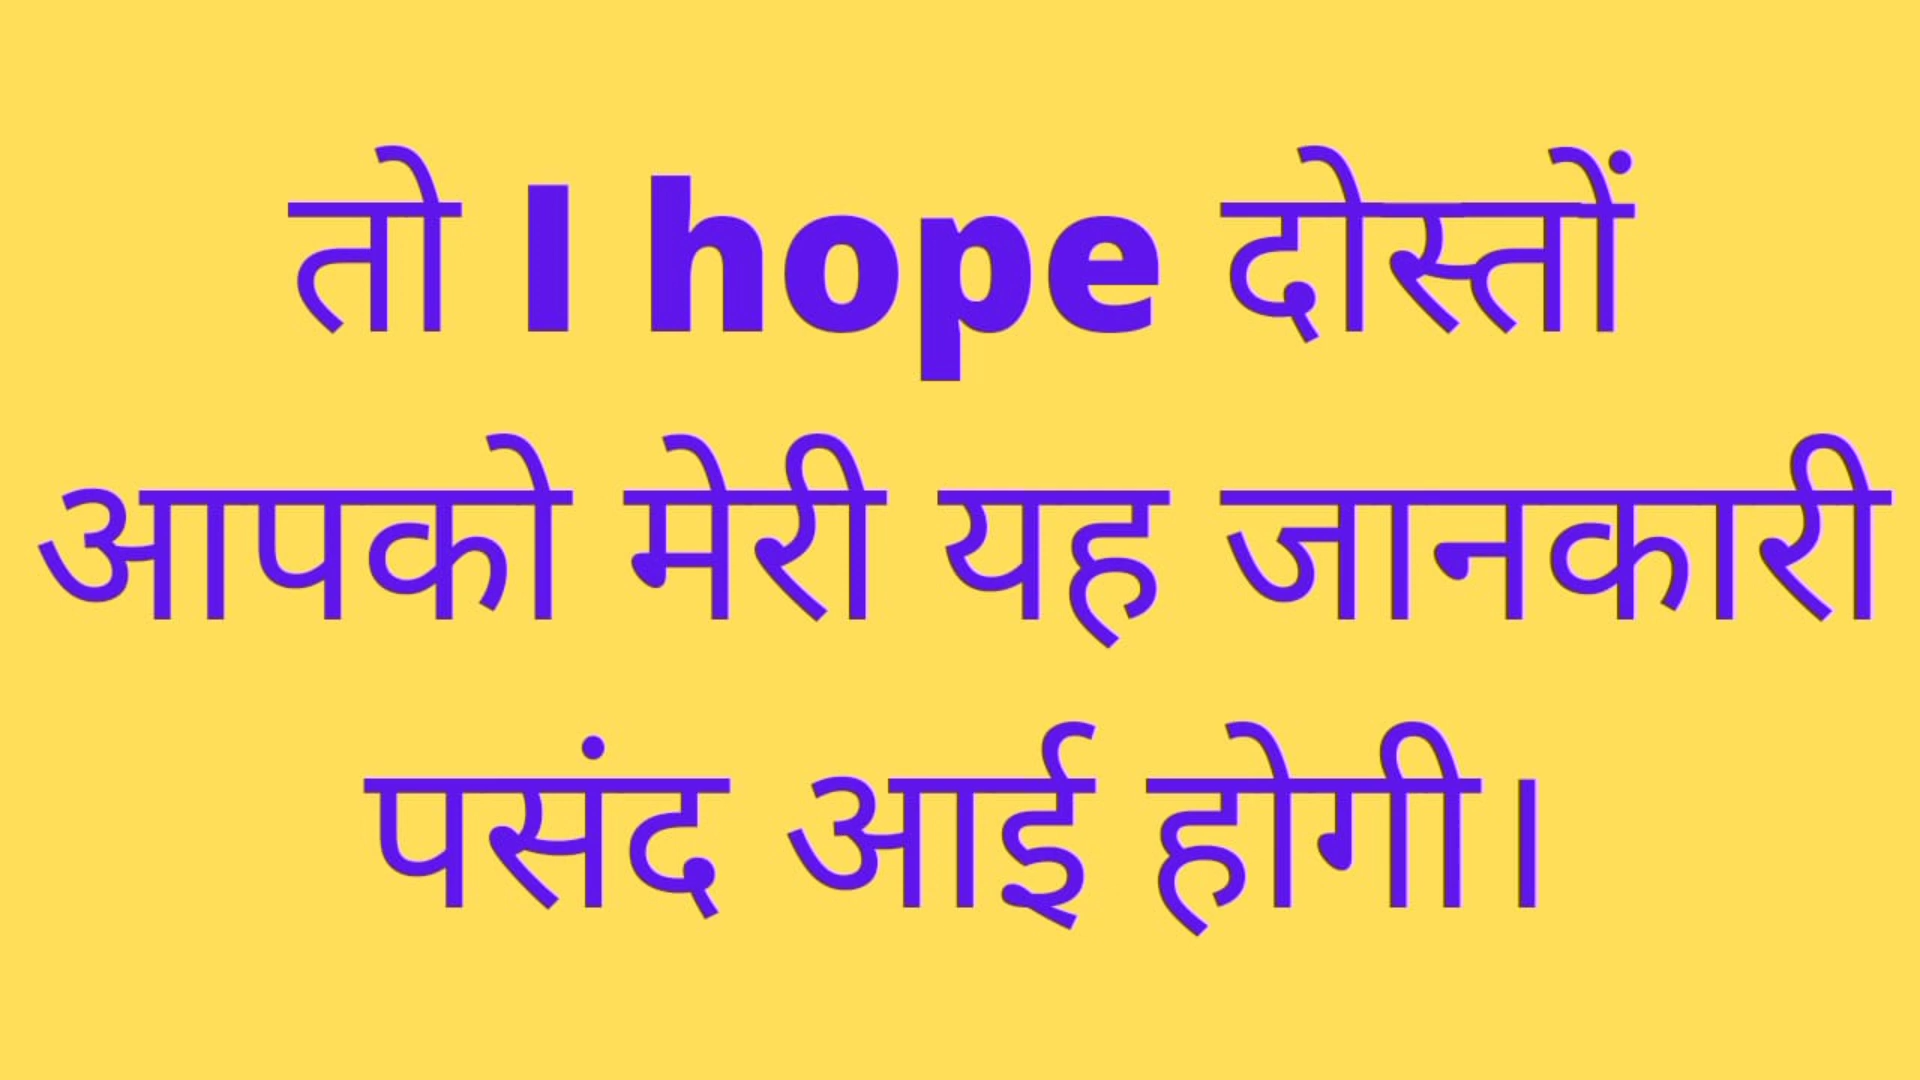 तो I hope दोस्तों
आपको मेरी यह जानकारी
पसंद आई होगी।